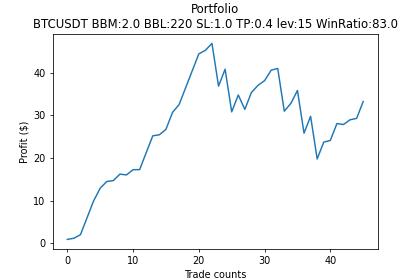 Portfolio
BTCUSDT BBM:2.0 BBL:220 SL:1.0 TP:0.4 lev:15 WinRatio:83.0
40
30
20
10
0
Profit ($)
0
10
20
30
40
Trade counts